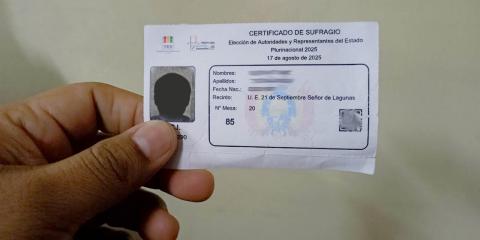 CERTIFICADO DE SUFRAGIO
Elección de Autoridades y Representantes del Estado
Plurinacional 2025
17 de agosto de 2025
Nombres:
Apellidos:
Fecha Nac.:
Recinto: U. E. 21 de Septiembre Señor de Lagunas
N° Mesa: 20
85